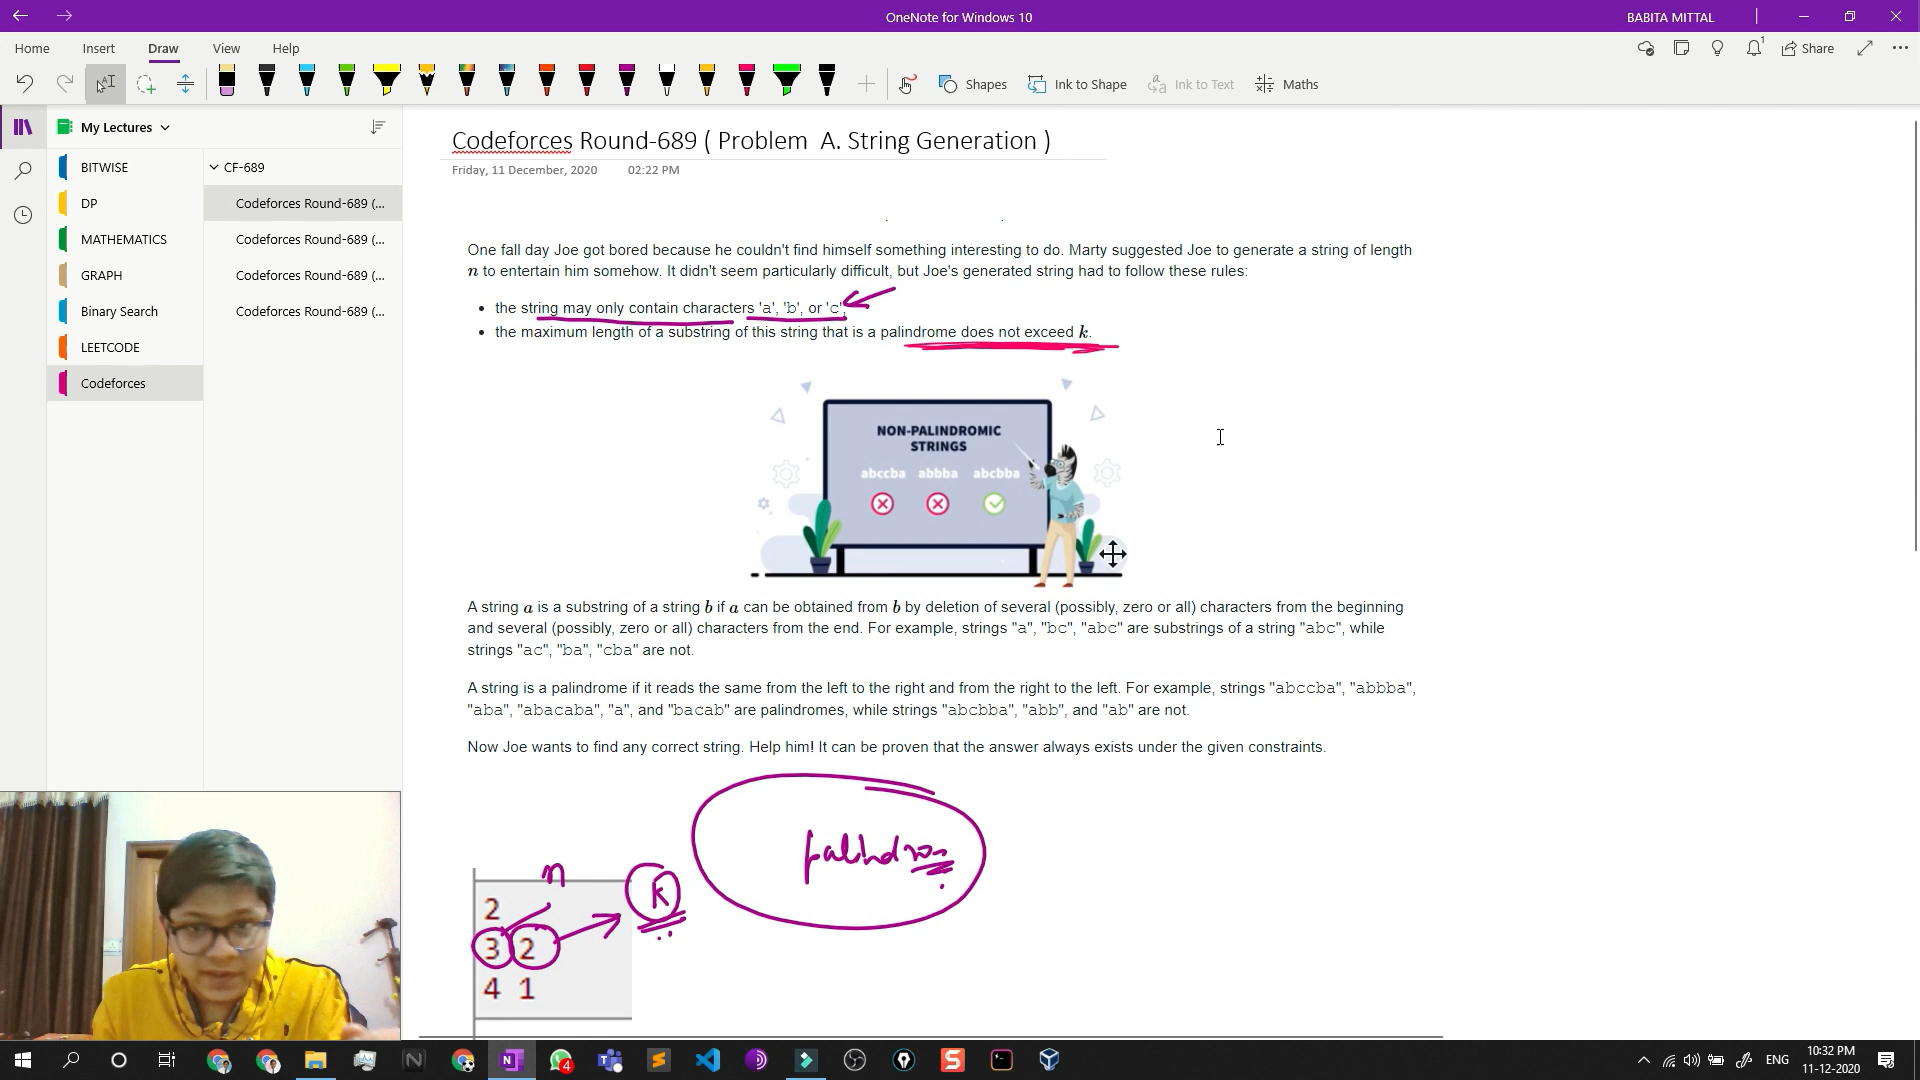 OneNote for Windows 10
BABITA MITTAL
Home Insert Draw View Help
1
Share
Shapes Ink to Shape Ink to Text Maths
My Lectures
BITWISE
DP
MATHEMATICS
GRAPH
Binary Search
LEETCODE
Codeforces
CF-689
Codeforces Round-689 (...
Codeforces Round-689 (...
Codeforces Round-689 (...
Codeforces Round-689 (...
Codeforces Round-689 ( Problem A. String Generation )
Friday, 11 December, 2020 02:22 PM
One fall day Joe got bored because he couldn't find himself something interesting to do. Marty suggested Joe to generate a string of length
n to entertain him somehow. It didn't seem particularly difficult, but Joe's generated string had to follow these rules:
• the string may only contain characters 'a', 'b', or 'c';
• the maximum length of a substring of this string that is a palindrome does not exceed k.
NON-PALINDROMIC
STRINGS
abccba abbba abcbba
A string a is a substring of a string b if a can be obtained from b by deletion of several (possibly, zero or all) characters from the beginning
and several (possibly, zero or all) characters from the end. For example, strings "a", "bc", "abc" are substrings of a string "abc", while
strings "ac", "ba", "cba" are not.
A string is a palindrome if it reads the same from the left to the right and from the right to the left. For example, strings "abccba", "abbba",
"aba", "abacaba", "a", and "bacab" are palindromes, while strings "abcbba", "abb", and "ab" are not.
Now Joe wants to find any correct string. Help him! It can be proven that the answer always exists under the given constraints.
n
k
2
3 2
4 1
4
ENG
10:32 PM
11-12-2020